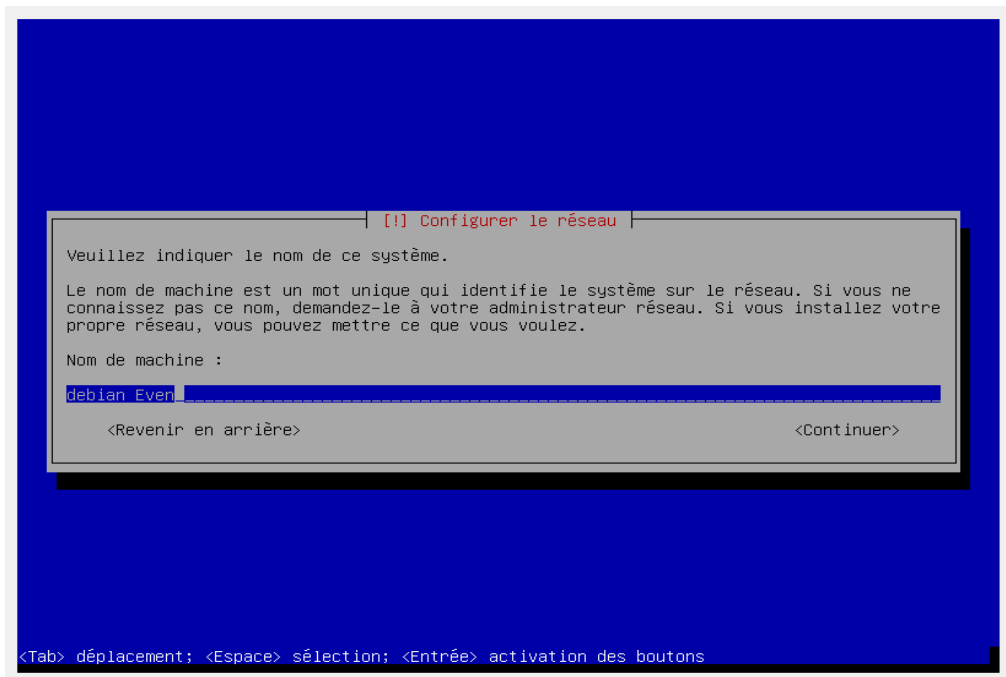 [!] Configurer le réseau
Veuillez indiquer le nom de ce système.
Le nom de machine est un mot unique qui identifie le système sur le réseau. Si vous ne
connaissez pas ce nom, demandez-le à votre administrateur réseau. Si vous installez votre
propre réseau, vous pouvez mettre ce que vous voulez.
Nom de machine :
debian Even
<Revenir en arrière> <Continuer>
<Tab> déplacement; <Espace> sélection; <Entrée> activation des boutons